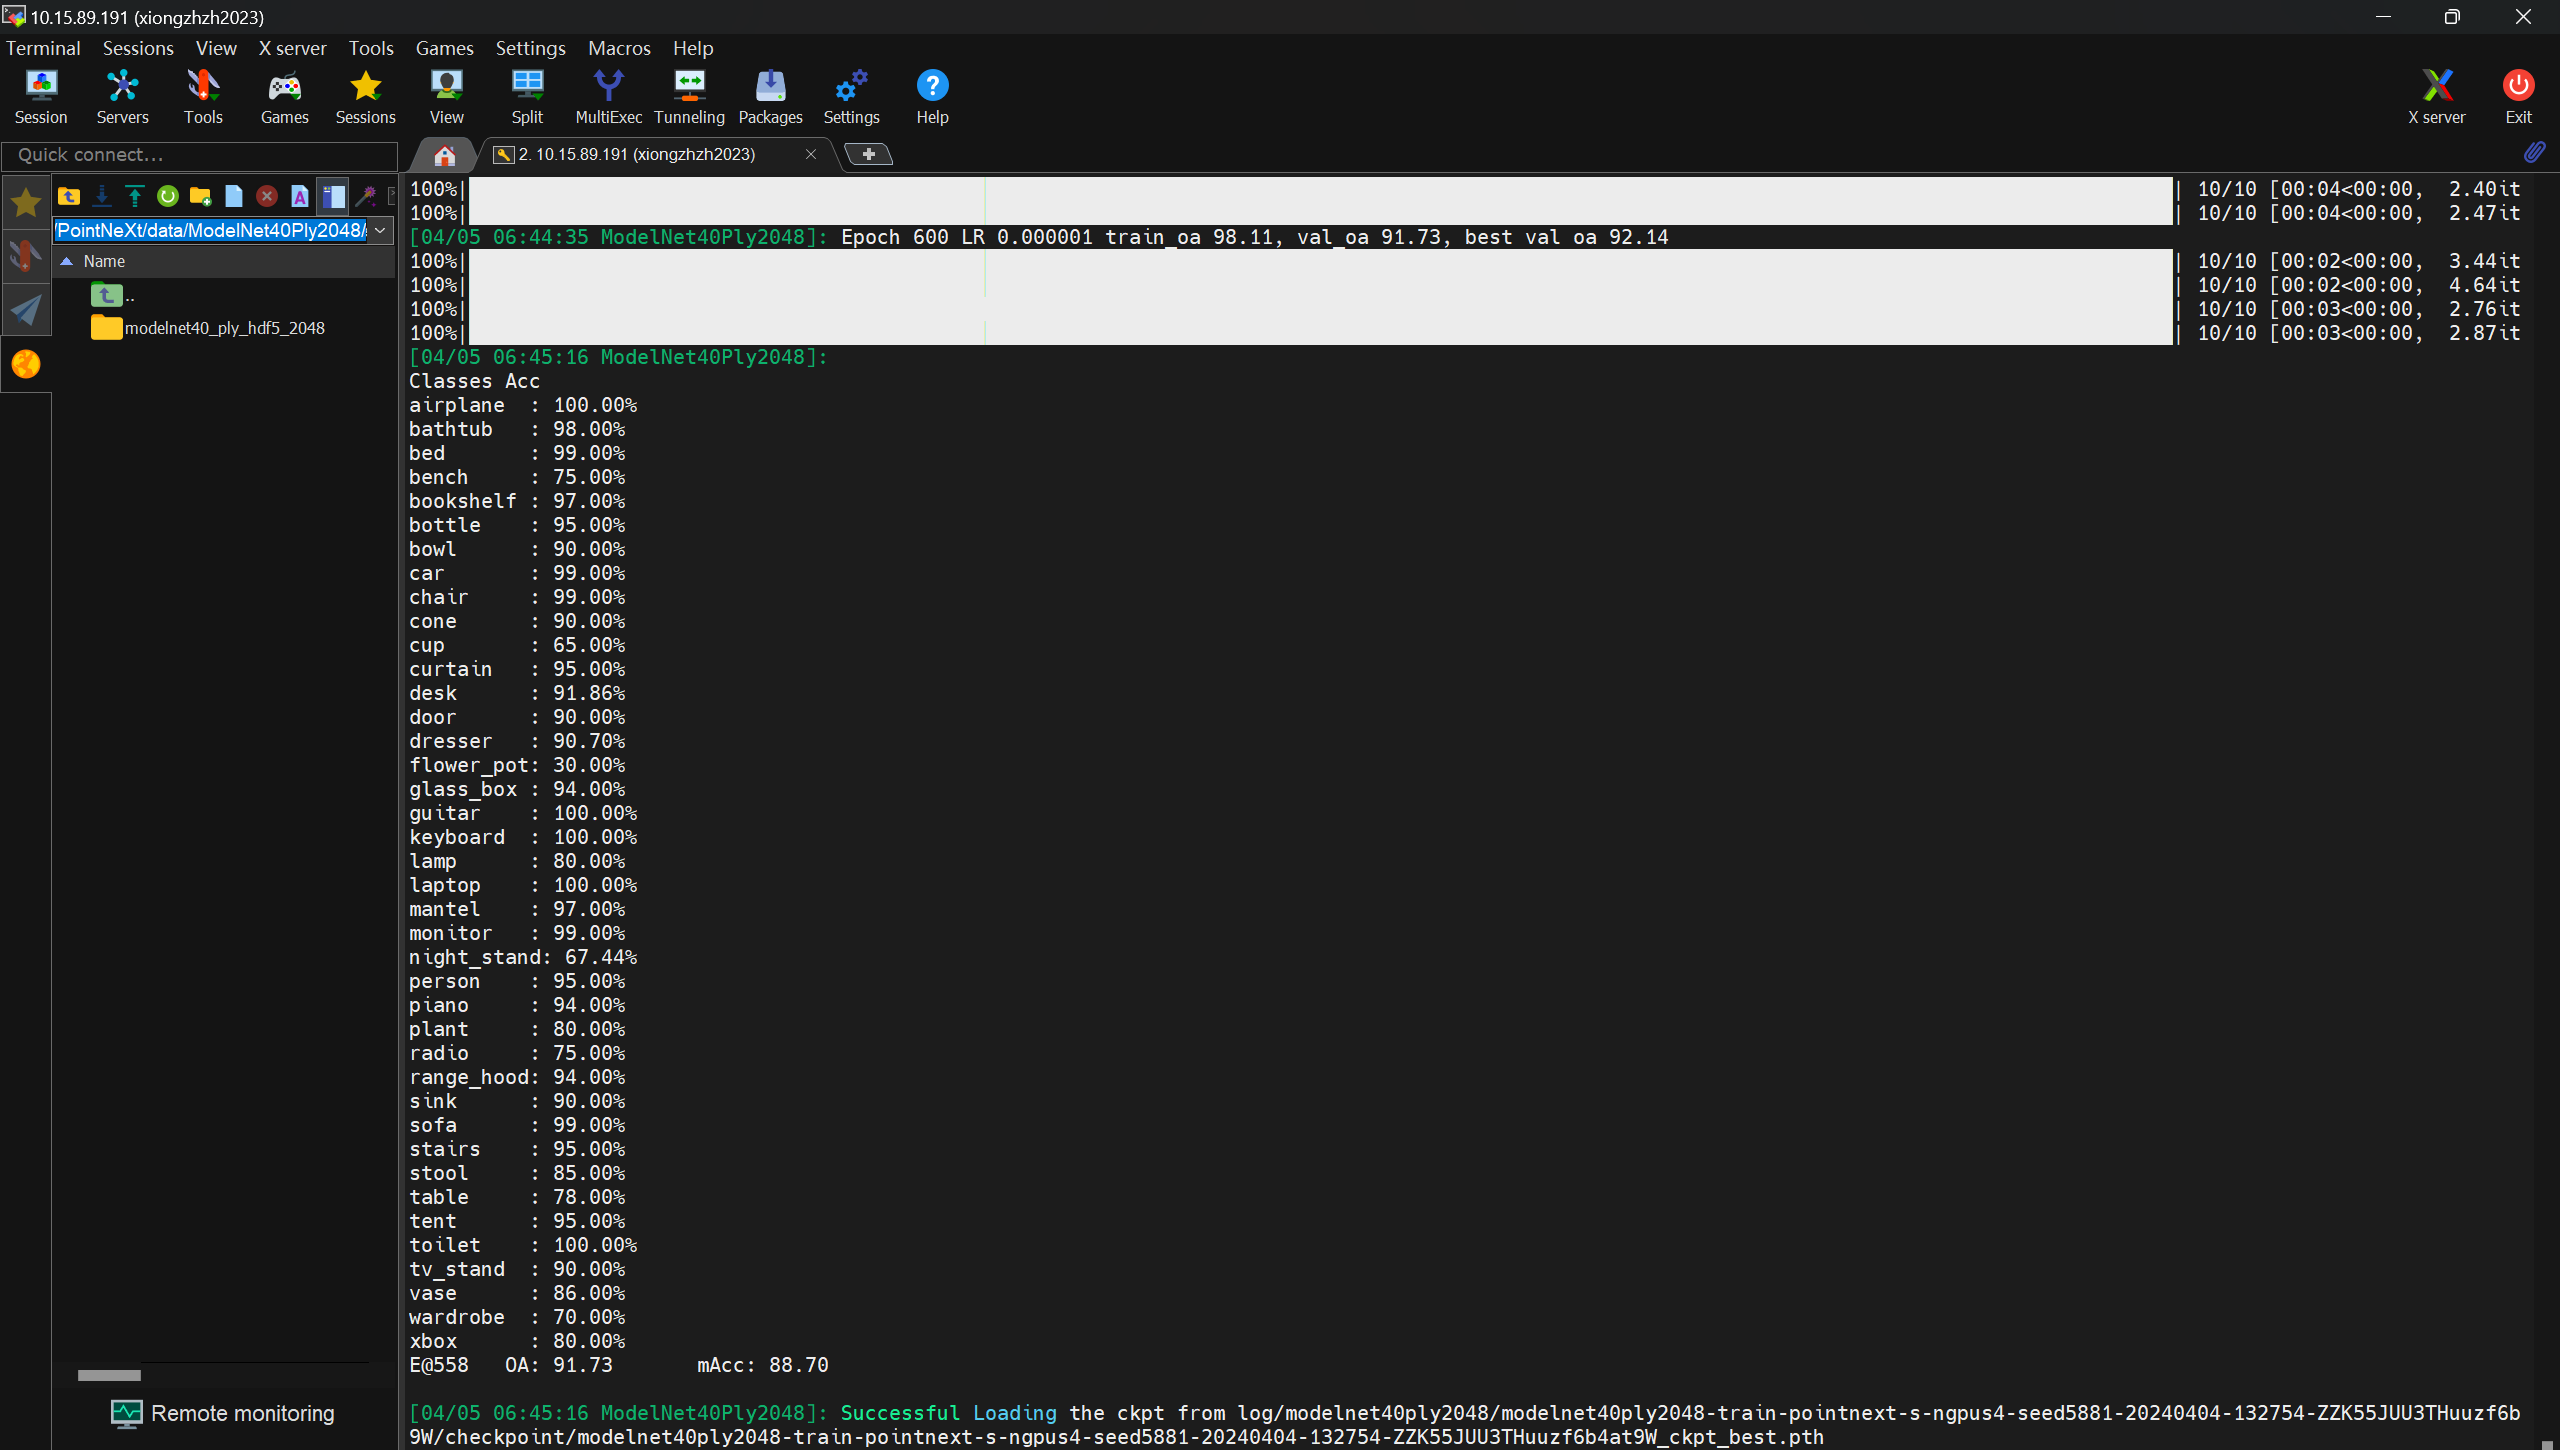 10.15.89.191 (xiongzhzh2023)
Terminal Sessions View X server Tools Games Settings Macros Help
Session Servers Tools Games Sessions View Split MultiExec Tunneling Packages Settings Help X server Exit
Quick connect...
2. 10.15.89.191 (xiongzhzh2023)
/PointNeXt/data/ModelNet40Ply2048/
Name
..
modelnet40_ply_hdf5_2048
Remote monitoring
100%| | 10/10 [00:04<00:00, 2.40it
100%| | 10/10 [00:04<00:00, 2.47it
[04/05 06:44:35 ModelNet40Ply2048]: Epoch 600 LR 0.000001 train_oa 98.11, val_oa 91.73, best val oa 92.14
100%| | 10/10 [00:02<00:00, 3.44it
100%| | 10/10 [00:02<00:00, 4.64it
100%| | 10/10 [00:03<00:00, 2.76it
100%| | 10/10 [00:03<00:00, 2.87it
[04/05 06:45:16 ModelNet40Ply2048]:
Classes Acc
airplane : 100.00%
bathtub : 98.00%
bed : 99.00%
bench : 75.00%
bookshelf : 97.00%
bottle : 95.00%
bowl : 90.00%
car : 99.00%
chair : 99.00%
cone : 90.00%
cup : 65.00%
curtain : 95.00%
desk : 91.86%
door : 90.00%
dresser : 90.70%
flower_pot: 30.00%
glass_box : 94.00%
guitar : 100.00%
keyboard : 100.00%
lamp : 80.00%
laptop : 100.00%
mantel : 97.00%
monitor : 99.00%
night_stand: 67.44%
person : 95.00%
piano : 94.00%
plant : 80.00%
radio : 75.00%
range_hood: 94.00%
sink : 90.00%
sofa : 99.00%
stairs : 95.00%
stool : 85.00%
table : 78.00%
tent : 95.00%
toilet : 100.00%
tv_stand : 90.00%
vase : 86.00%
wardrobe : 70.00%
xbox : 80.00%
E@558 OA: 91.73 mAcc: 88.70
[04/05 06:45:16 ModelNet40Ply2048]: Successful Loading the ckpt from log/modelnet40ply2048/modelnet40ply2048-train-pointnext-s-ngpus4-seed5881-20240404-132754-ZZK55JUU3THuuzf6b
9W/checkpoint/modelnet40ply2048-train-pointnext-s-ngpus4-seed5881-20240404-132754-ZZK55JUU3THuuzf6b4at9W_ckpt_best.pth